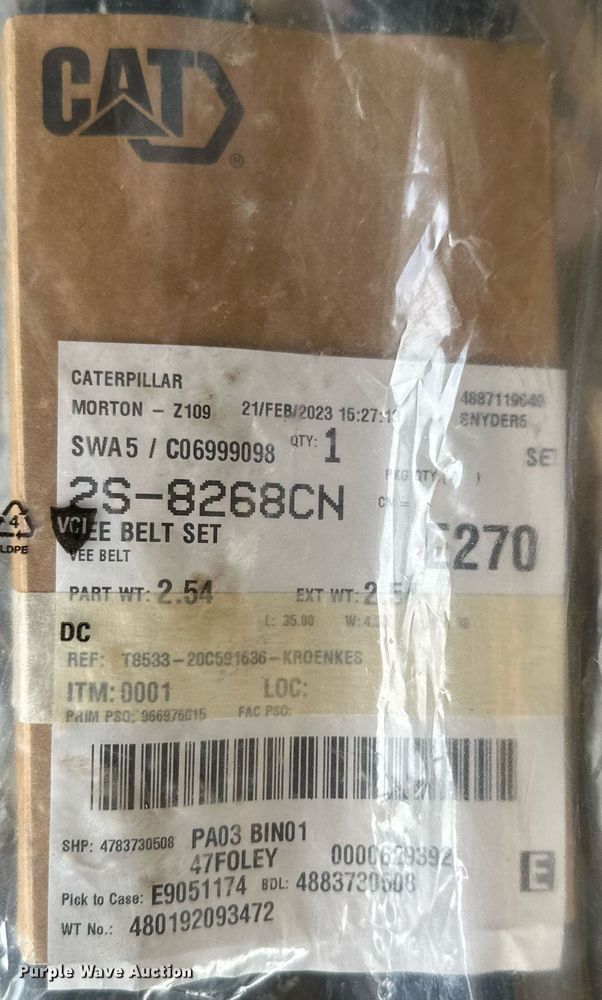 CAT
®
CATERPILLAR
MORTON - Z109 21/FEB/2023 15:27:
SNYDERS
SWA5 / C06999098 QTY: 1
2S-8268CN
VEE BELT SET
VCI
VEE BELT
4
LDPE
E270
PART WT: 2.54 EXT WT:
DC
L: 35.80
REF: T8533-20C591636-KROENKES
ITM: 0001 LOC:
PRIM PSO: 966976015 FAC PSO:
SHP: 4783730508 PA03 BIN01
47FOLEY 0000629392
E
Pick to Case: E9051174 BDL: 4883730508
WT No.: 480192093472
Purple Wave Auction